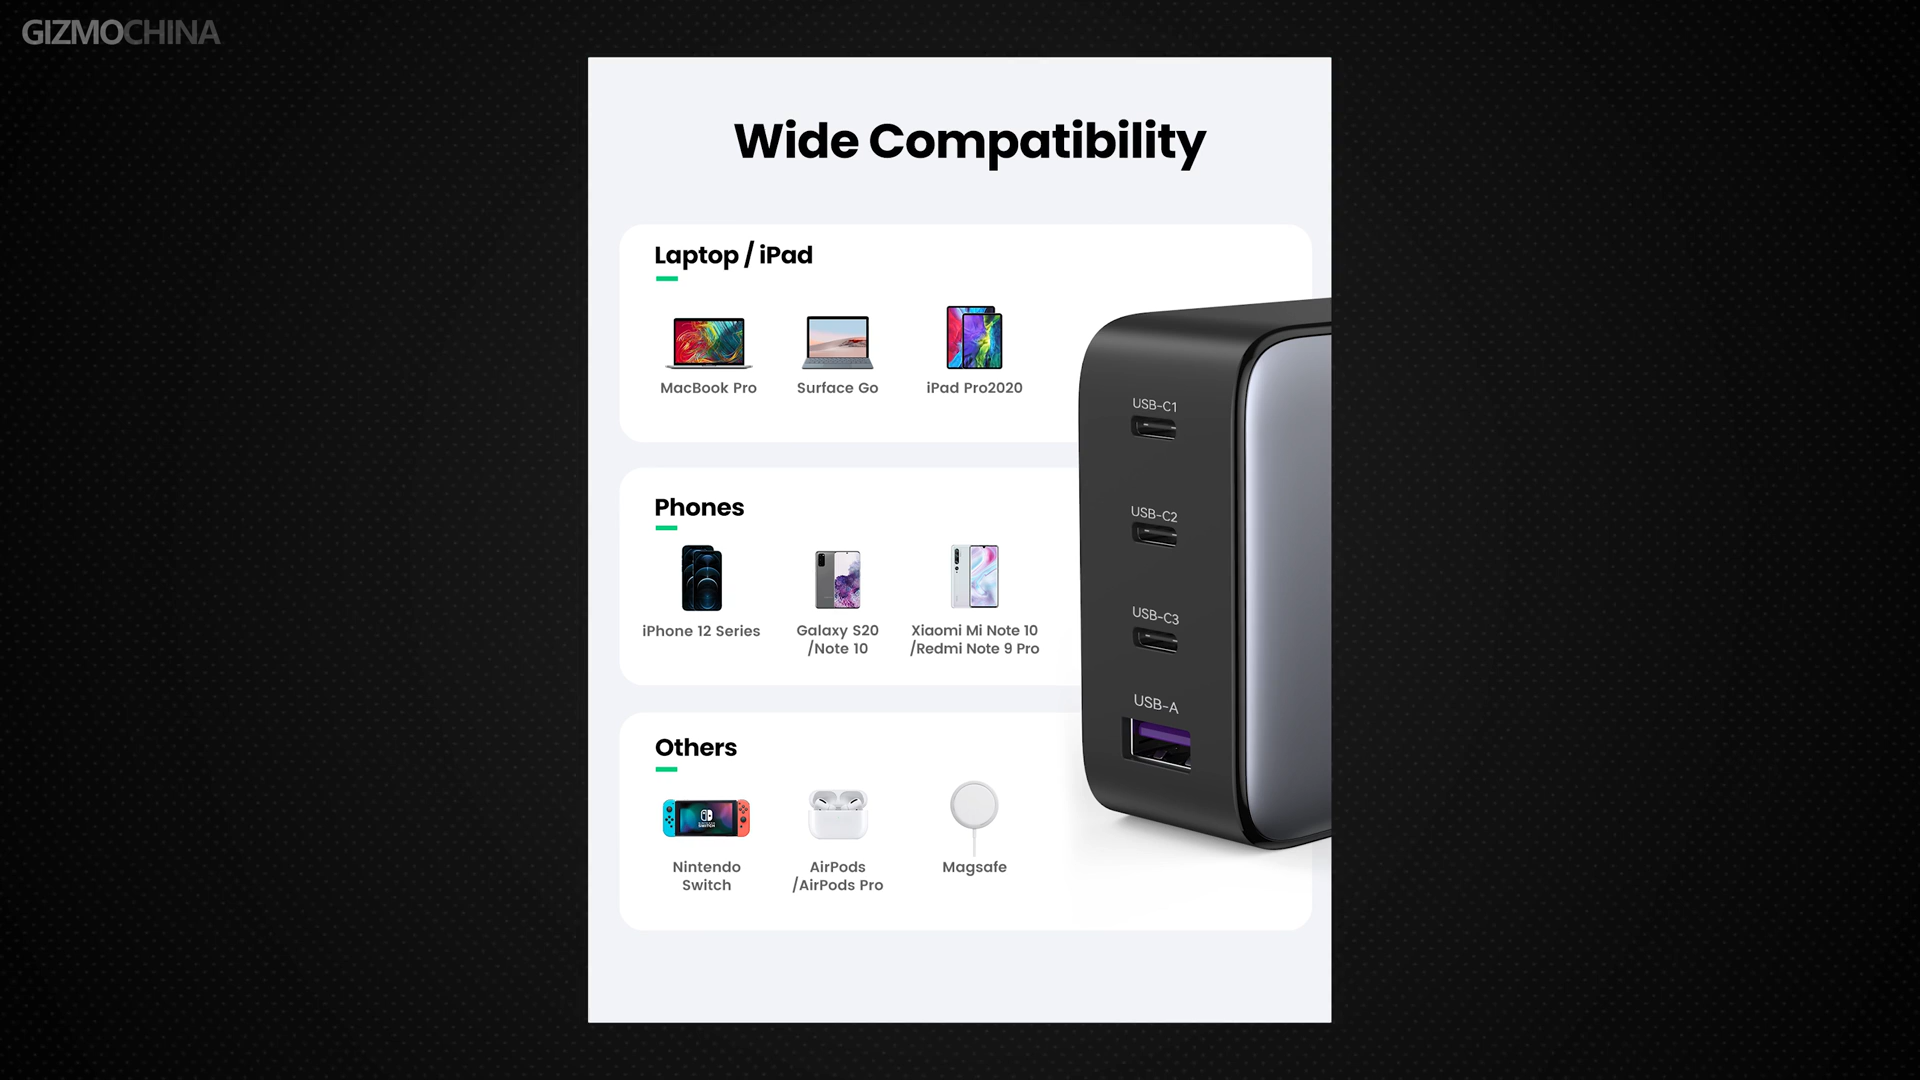 GIZMOCHINA
Wide Compatibility
Laptop / iPad
MacBook Pro
Surface Go
iPad Pro2020
Phones
iPhone 12 Series
Galaxy S20
/Note 10
Xiaomi Mi Note 10
/Redmi Note 9 Pro
Others
Nintendo
Switch
AirPods
/AirPods Pro
Magsafe
USB-C1
USB-C2
USB-C3
USB-A